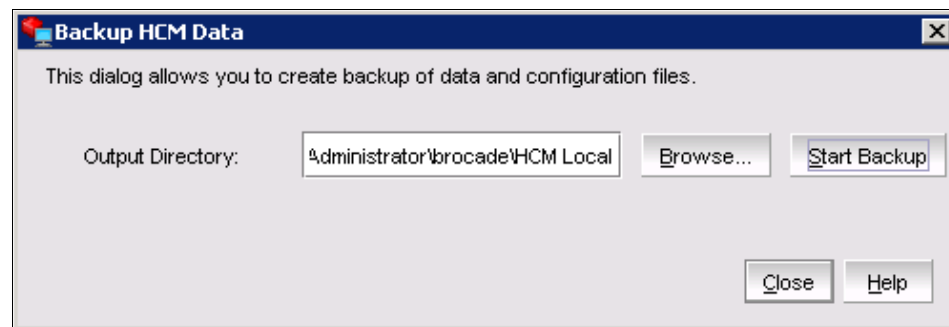 Backup HCM Data
This dialog allows you to create backup of data and configuration files.
Output Directory: Administrator\brocade\HCM Local Browse... Start Backup
Close Help